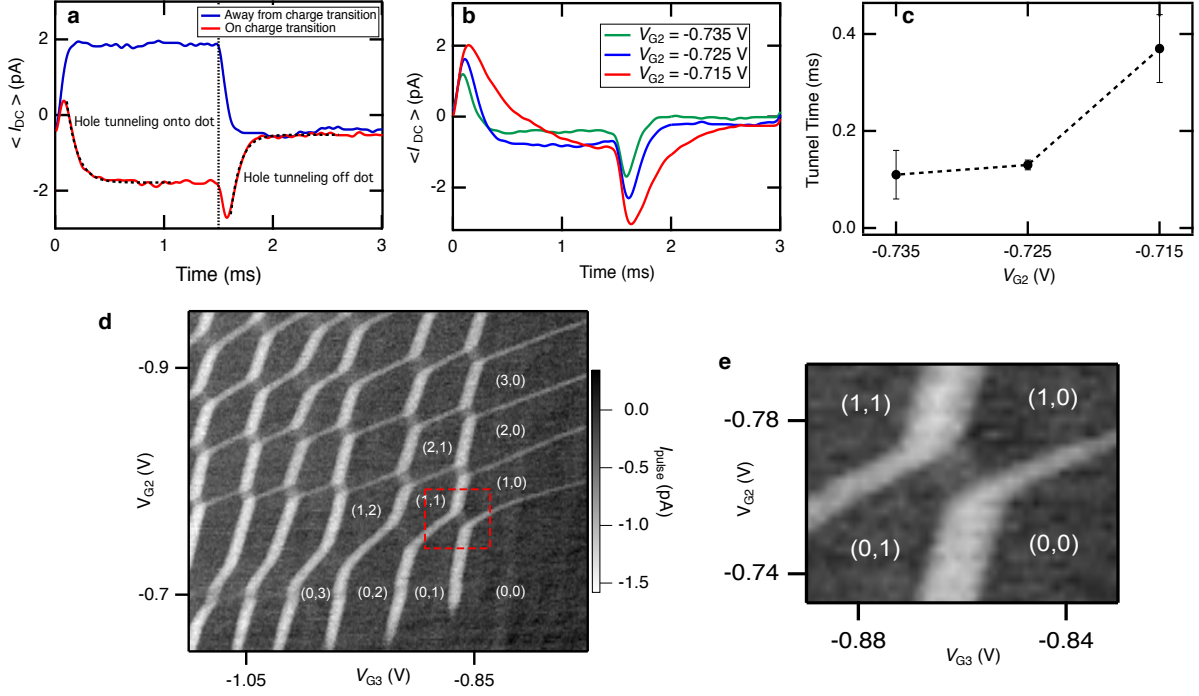 a
Away from charge transition
On charge transition
2
0
-2
< I_DC > (pA)
Hole tunneling onto dot
Hole tunneling off dot
0
1
2
3
Time (ms)
b
V_G2 = -0.735 V
V_G2 = -0.725 V
V_G2 = -0.715 V
2
0
-2
< I_DC > (pA)
0
1
2
3
Time (ms)
c
0.4
0.2
0.0
Tunnel Time (ms)
-0.735
-0.725
-0.715
V_G2 (V)
d
-0.9
-0.7
V_G2 (V)
(3,0)
(2,0)
(2,1)
(1,0)
(1,1)
(1,2)
(0,3)
(0,2)
(0,1)
(0,0)
-1.05
-0.85
V_G3 (V)
0.0
-0.5
-1.0
-1.5
I_pulse (pA)
e
(1,1)
(1,0)
(0,1)
(0,0)
-0.78
-0.74
V_G2 (V)
-0.88
-0.84
V_G3 (V)